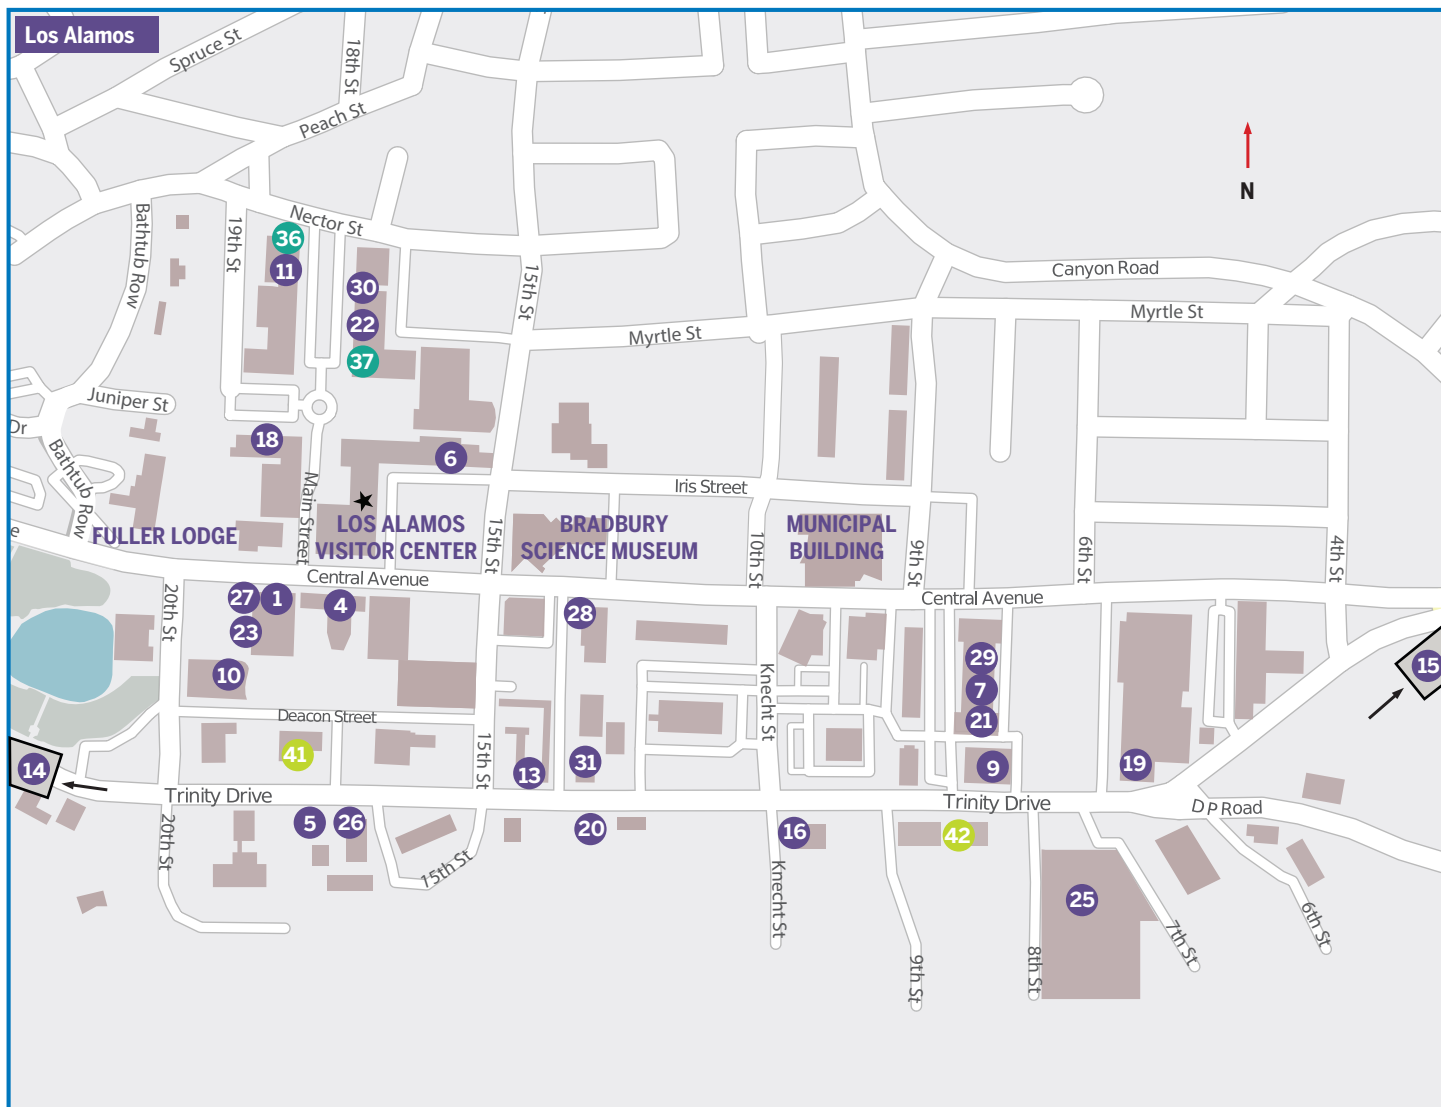 Los Alamos
Spruce St
18th St
Peach St
N
Bathtub Row
19th St
Nector St
36
11
30
22
37
15th St
Canyon Road
Myrtle St
Myrtle St
Juniper St
Dr
Bathtub Row
18
6
Main Street
Iris Street
e
FULLER LODGE
LOS ALAMOS
VISITOR CENTER
15th St
BRADBURY
SCIENCE MUSEUM
10th St
MUNICIPAL
BUILDING
9th St
6th St
4th St
Central Avenue
Central Avenue
20th St
27
1
4
28
23
10
29
7
21
15
Knecht St
Deacon Street
41
15th St
14
13
31
9
19
Trinity Drive
Trinity Drive
D P Road
20th St
5
26
20
16
42
15th St
Knecht St
25
9th St
8th St
7th St
6th St